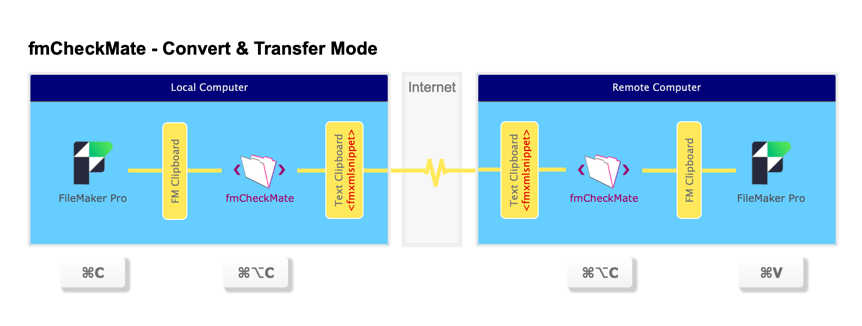 fmCheckMate - Convert & Transfer Mode
Local Computer
Internet
Remote Computer
FileMaker Pro
FM Clipboard
fmCheckMate
Text Clipboard
<fmxmlsnippet>
Text Clipboard
<fmxmlsnippet>
fmCheckMate
FM Clipboard
FileMaker Pro
⌘C
⌘⌥C
⌘⌥C
⌘V